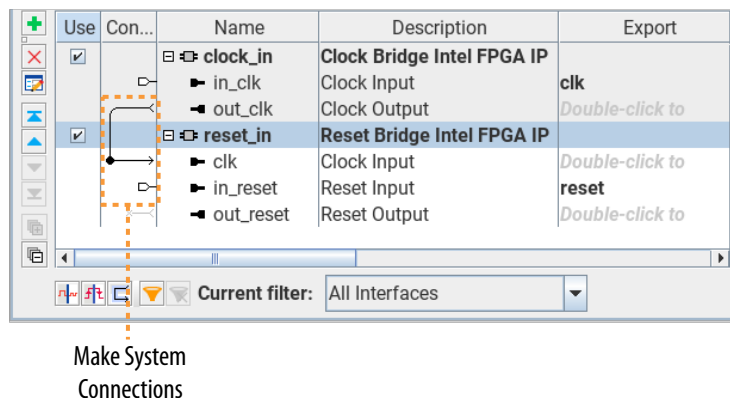 Use Con... Name Description Export
clock_in Clock Bridge Intel FPGA IP
in_clk Clock Input clk
out_clk Clock Output Double-click to
reset_in Reset Bridge Intel FPGA IP
clk Clock Input Double-click to
in_reset Reset Input reset
out_reset Reset Output Double-click to
Current filter: All Interfaces
Make System
Connections